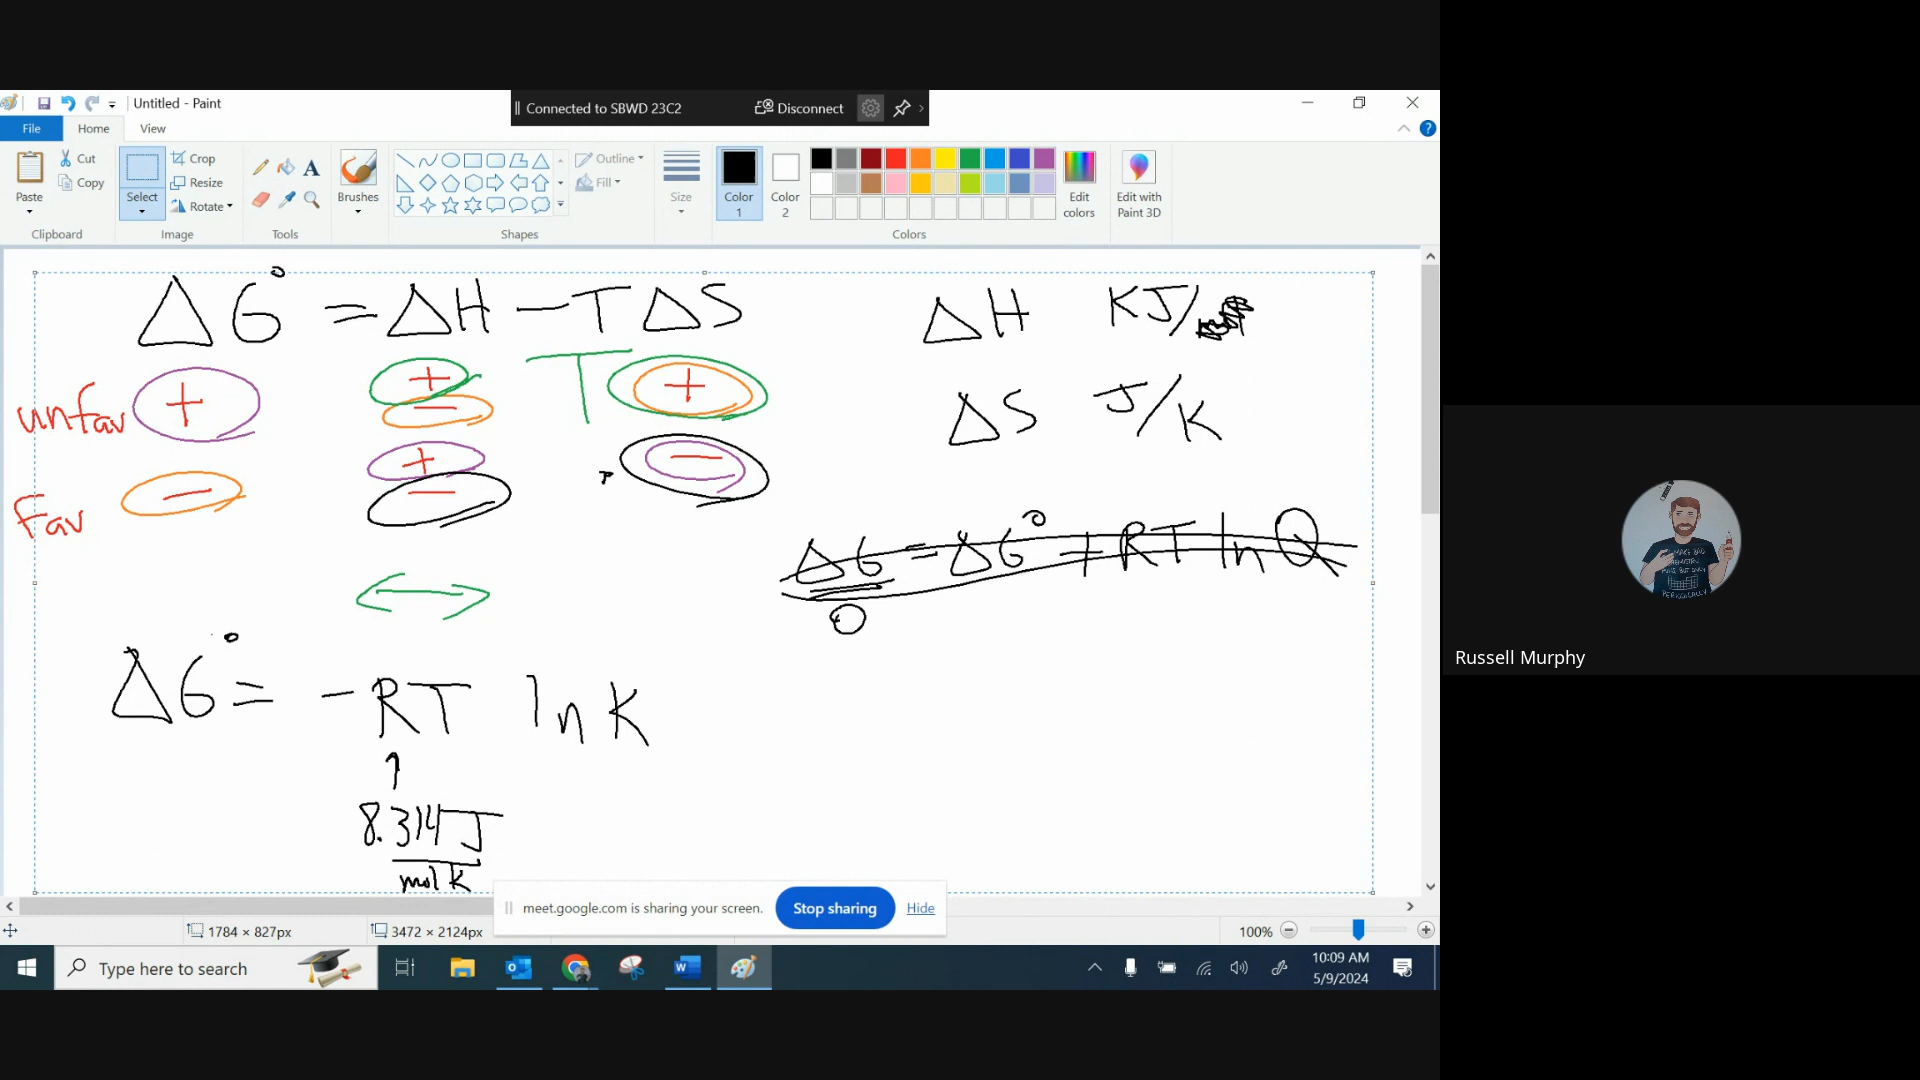 Untitled - Paint
Connected to SBWD 23C2
Disconnect
File
Home
View
Paste
Cut
Copy
Clipboard
Select
Crop
Resize
Rotate
Image
Tools
Brushes
Shapes
Outline
Fill
Size
Color 1
Color 2
Colors
Edit colors
Edit with Paint 3D
ΔG° = ΔH - TΔS
ΔH KJ/
unfav + + T +
-
ΔS J/K
+ -
Fav - -
ΔG = ΔG° + RT ln Q
0
ΔG° = - RT ln K
8.314 J
mol K
MAKE BAD
CHEMISTRY
PERIODICALLY
Russell Murphy
meet.google.com is sharing your screen.
Stop sharing
Hide
1784 × 827px
3472 × 2124px
100%
Type here to search
10:09 AM
5/9/2024